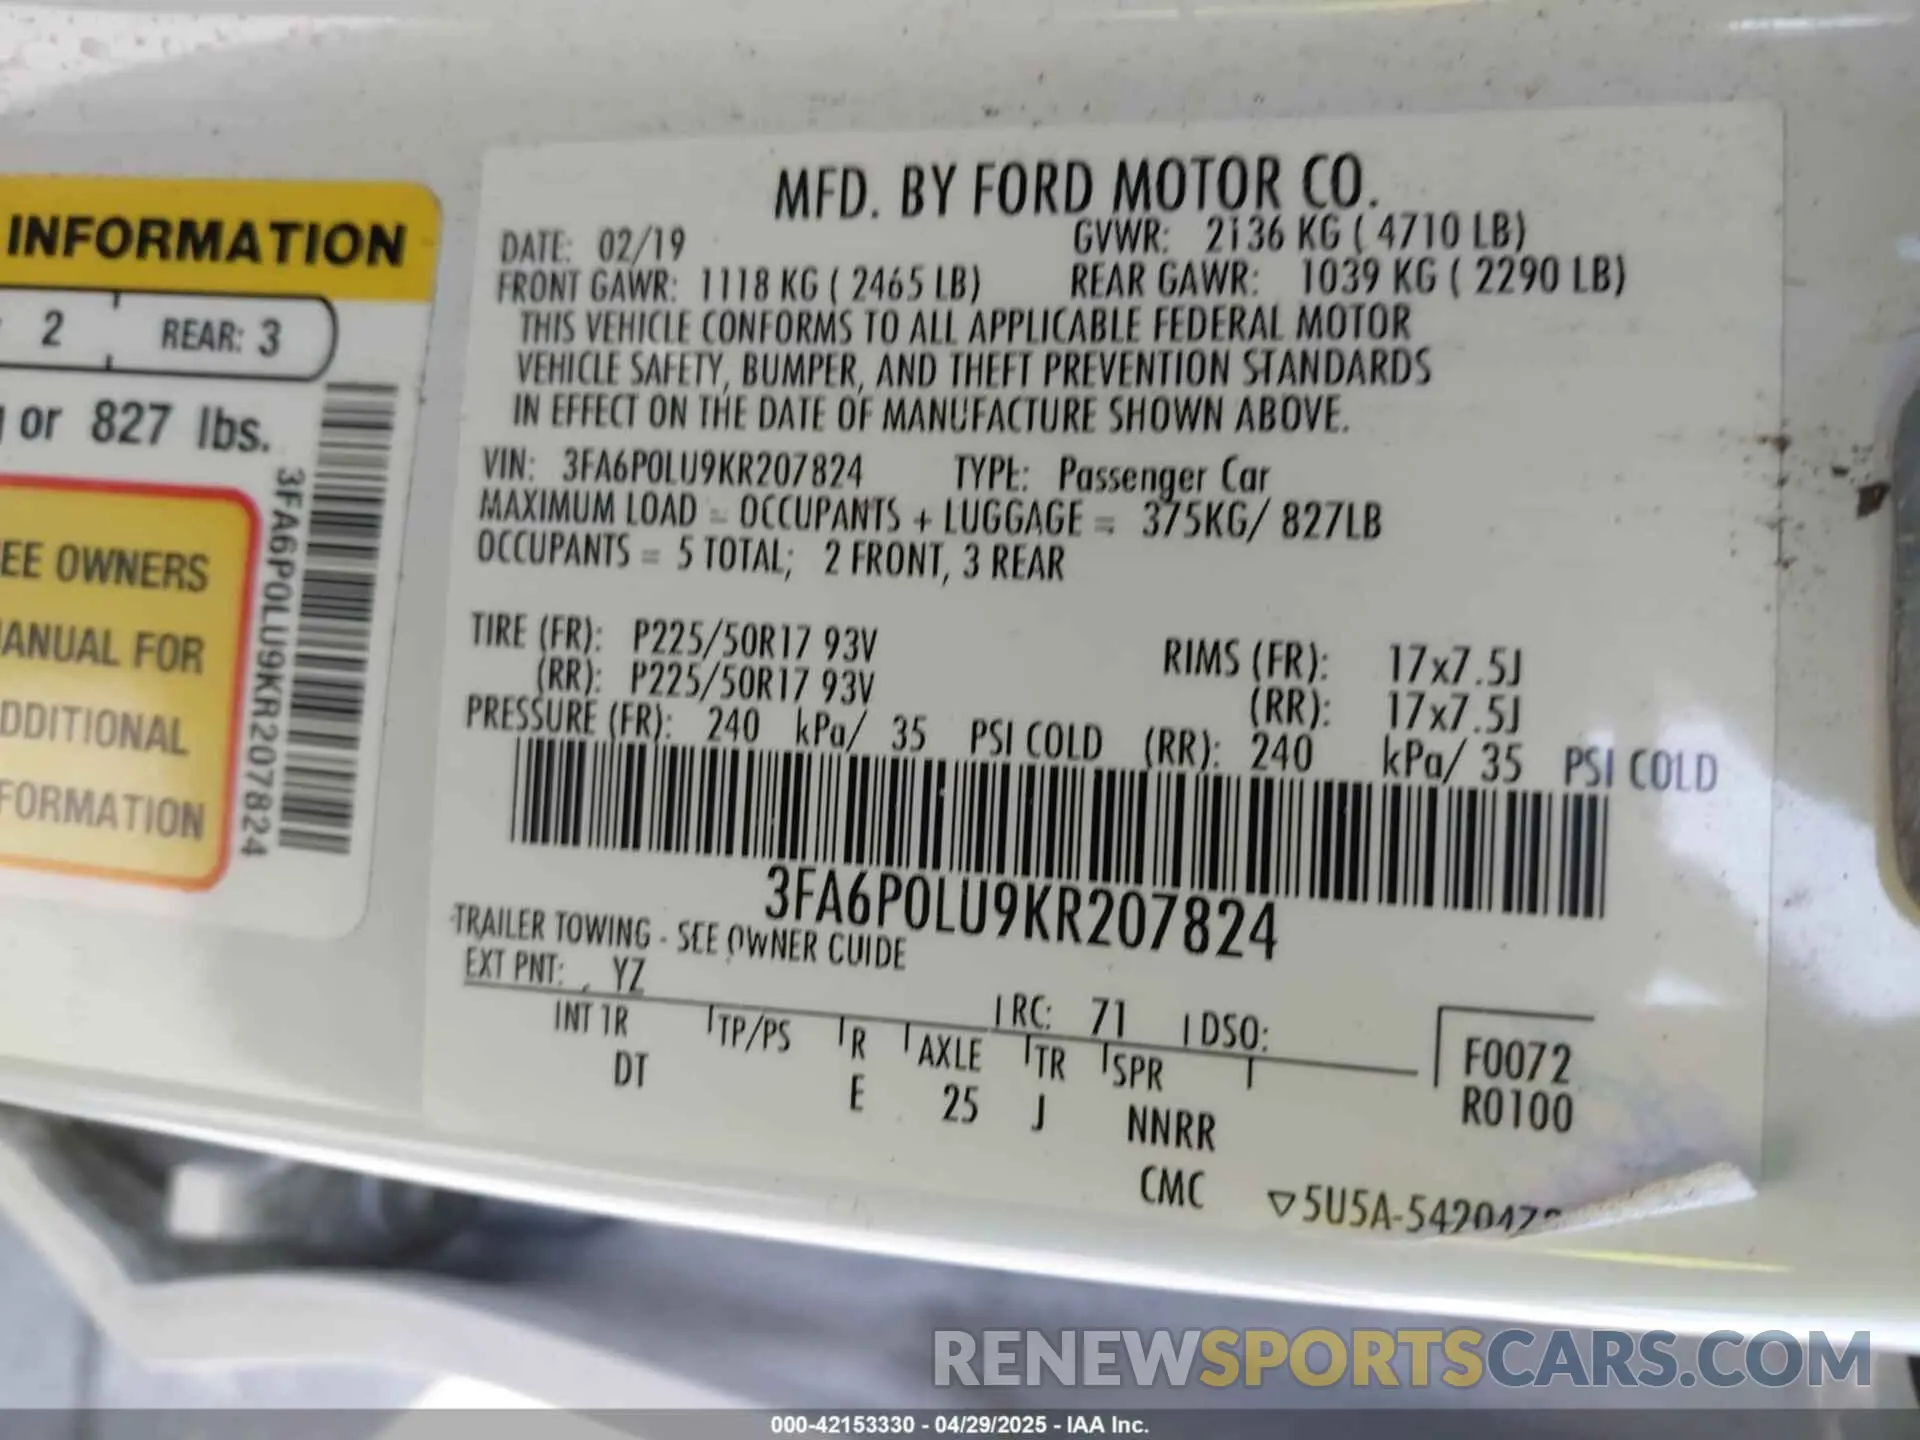 INFORMATION
2 REAR: 3
or 827 lbs.
3FA6P0LU9KR207824
EE OWNERS
ANUAL FOR
DDITIONAL
FORMATION
MFD. BY FORD MOTOR CO.
DATE: 02/19 GVWR: 2136 KG ( 4710 LB)
FRONT GAWR: 1118 KG ( 2465 LB) REAR GAWR: 1039 KG ( 2290 LB)
THIS VEHICLE CONFORMS TO ALL APPLICABLE FEDERAL MOTOR
VEHICLE SAFETY, BUMPER, AND THEFT PREVENTION STANDARDS
IN EFFECT ON THE DATE OF MANUFACTURE SHOWN ABOVE.
VIN: 3FA6P0LU9KR207824 TYPE: Passenger Car
MAXIMUM LOAD = OCCUPANTS + LUGGAGE = 375KG/ 827LB
OCCUPANTS = 5 TOTAL; 2 FRONT, 3 REAR
TIRE (FR): P225/50R17 93V RIMS (FR): 17x7.5J
(RR): P225/50R17 93V (RR): 17x7.5J
PRESSURE (FR): 240 kPa/ 35 PSI COLD (RR): 240 kPa/ 35 PSI COLD
3FA6P0LU9KR207824
TRAILER TOWING - SEE OWNER GUIDE
EXT PNT: YZ RC: 71 DSO:
INT TR TP/PS R AXLE TR SPR F0072
DT E 25 J NNRR R0100
CMC ▽5U5A-5420
RENEWSPORTSCARS.COM
000-42153330 - 04/29/2025 - IAA Inc.